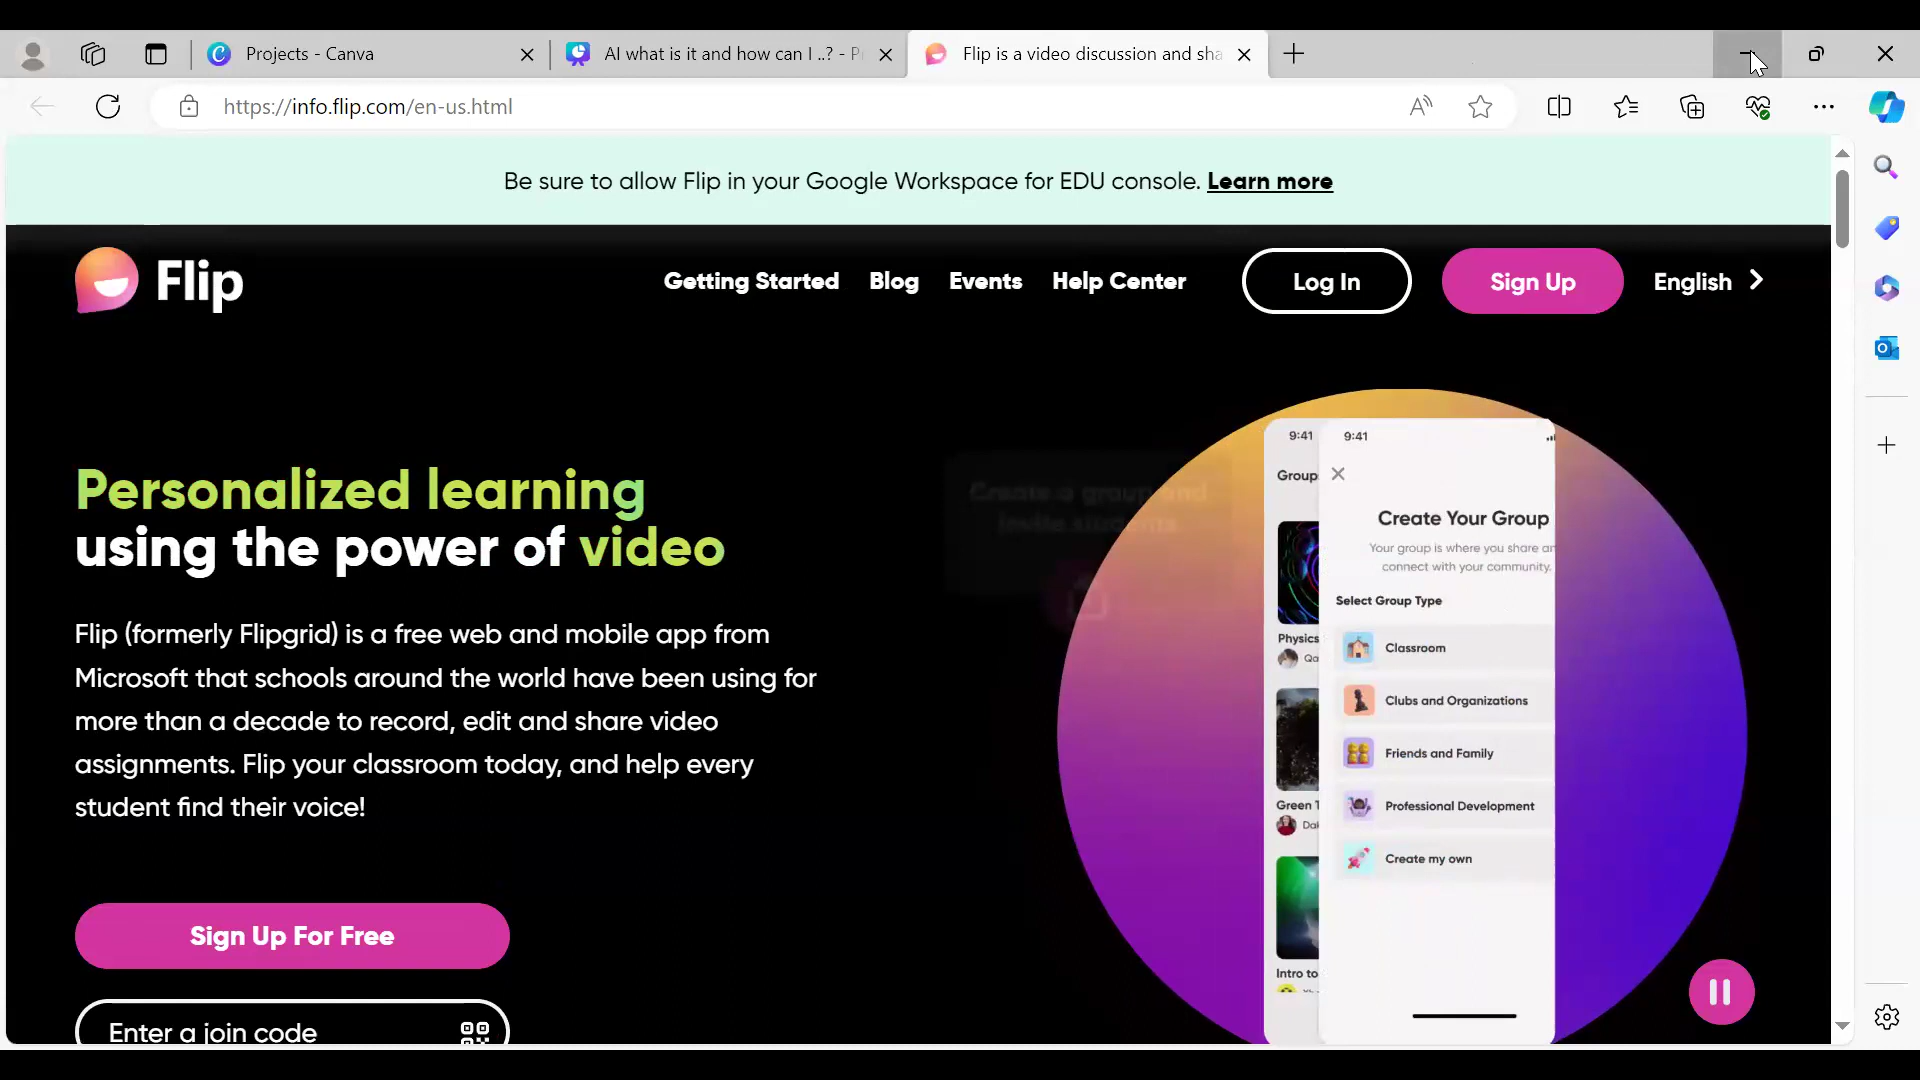 Projects - Canva
AI what is it and how can I ..? - P
Flip is a video discussion and sha
https://info.flip.com/en-us.html
Be sure to allow Flip in your Google Workspace for EDU console. Learn more
Flip
Getting Started
Blog
Events
Help Center
Log In
Sign Up
English
Personalized learning
using the power of video
Flip (formerly Flipgrid) is a free web and mobile app from
Microsoft that schools around the world have been using for
more than a decade to record, edit and share video
assignments. Flip your classroom today, and help every
student find their voice!
Sign Up For Free
Enter a join code
Create a group and
invite students
9:41
Group
Physics
Qa
Green T
Dal
Intro to
9:41
Create Your Group
Your group is where you share an
connect with your community.
Select Group Type
Classroom
Clubs and Organizations
Friends and Family
Professional Development
Create my own